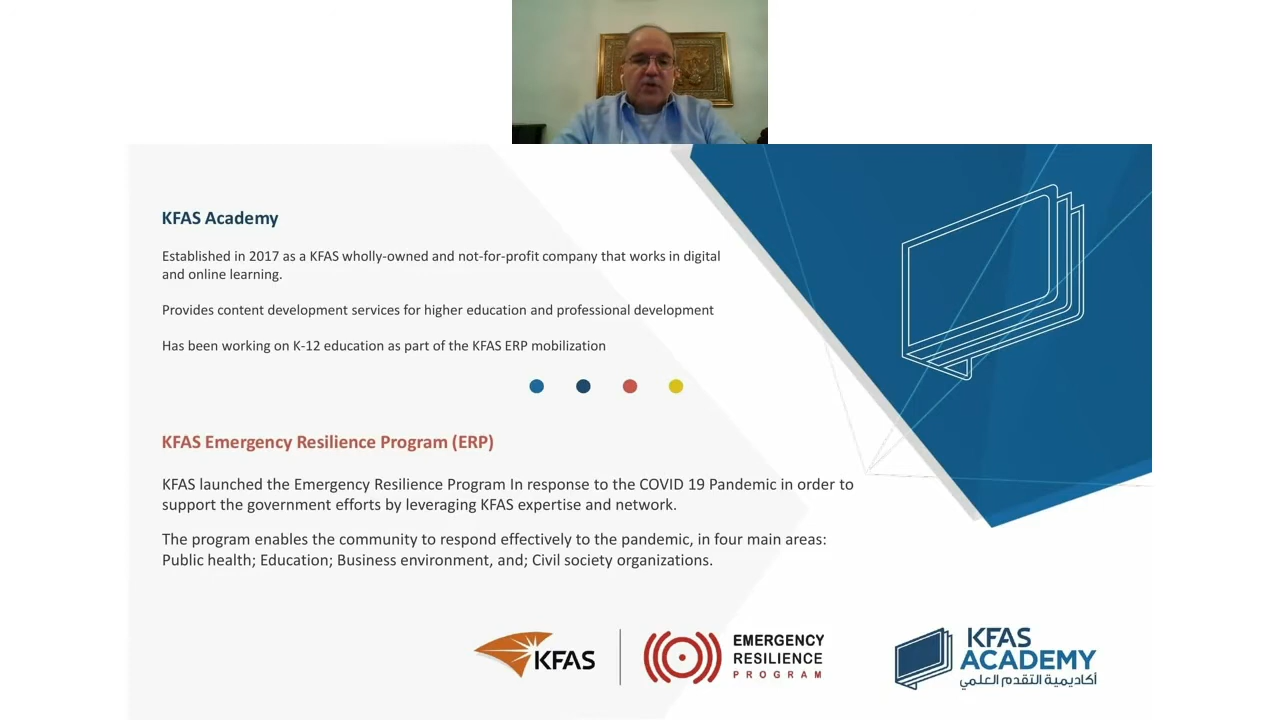 KFAS Academy
Established in 2017 as a KFAS wholly-owned and not-for-profit company that works in digital
and online learning.
Provides content development services for higher education and professional development
Has been working on K-12 education as part of the KFAS ERP mobilization
KFAS Emergency Resilience Program (ERP)
KFAS launched the Emergency Resilience Program In response to the COVID 19 Pandemic in order to
support the government efforts by leveraging KFAS expertise and network.
The program enables the community to respond effectively to the pandemic, in four main areas:
Public health; Education; Business environment, and; Civil society organizations.
KFAS
EMERGENCY
RESILIENCE
PROGRAM
KFAS
ACADEMY
أكاديمية التقدم العلمي